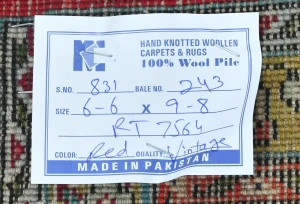 HAND KNOTTED WOOLLEN
CARPETS & RUGS
100% Wool Pile
S.NO. 831 BALE NO. 243
SIZE 6-6 X 9-8
RT 7564
COLOR: Red QUALITY: Vintage
MADE IN PAKISTAN